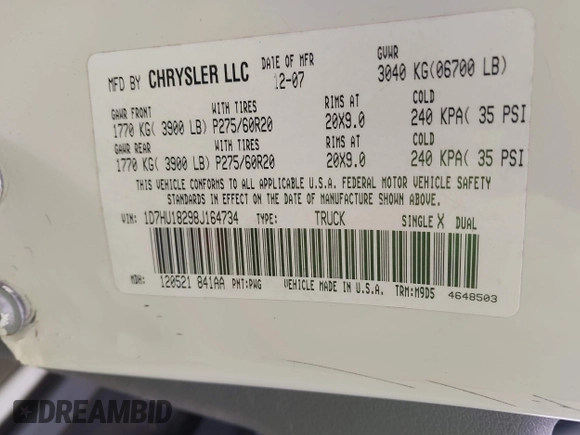 MFD BY CHRYSLER LLC DATE OF MFR 12-07 GVWR 3040 KG(06700 LB)
GAWR FRONT WITH TIRES RIMS AT COLD
1770 KG( 3900 LB) P275/60R20 20X9.0 240 KPA( 35 PSI
GAWR REAR WITH TIRES RIMS AT COLD
1770 KG( 3900 LB) P275/60R20 20X9.0 240 KPA( 35 PSI
THIS VEHICLE CONFORMS TO ALL APPLICABLE U.S.A. FEDERAL MOTOR VEHICLE SAFETY
STANDARDS IN EFFECT ON THE DATE OF MANUFACTURE SHOWN ABOVE.
VIN: 1D7HU18298J164734 TYPE: TRUCK SINGLE X DUAL
MDH: 120521 841AA PNT:PWG VEHICLE MADE IN U.S.A. TRM:M9D5 4648503
DREAMBID